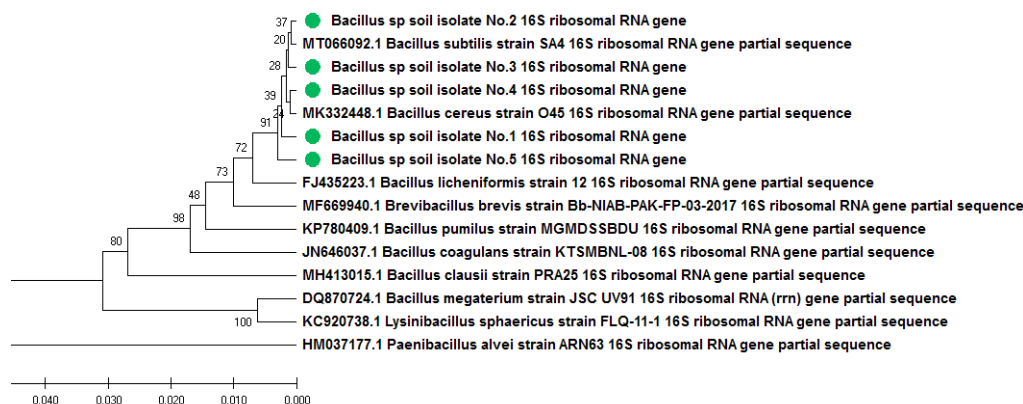 37
Bacillus sp soil isolate No.2 16S ribosomal RNA gene
20
MT066092.1 Bacillus subtilis strain SA4 16S ribosomal RNA gene partial sequence
28
Bacillus sp soil isolate No.3 16S ribosomal RNA gene
39
Bacillus sp soil isolate No.4 16S ribosomal RNA gene
24
MK332448.1 Bacillus cereus strain O45 16S ribosomal RNA gene partial sequence
91
Bacillus sp soil isolate No.1 16S ribosomal RNA gene
72
Bacillus sp soil isolate No.5 16S ribosomal RNA gene
73
FJ435223.1 Bacillus licheniformis strain 12 16S ribosomal RNA gene partial sequence
48
MF669940.1 Brevibacillus brevis strain Bb-NIAB-PAK-FP-03-2017 16S ribosomal RNA gene partial sequence
98
KP780409.1 Bacillus pumilus strain MGMDSSBDU 16S ribosomal RNA gene partial sequence
80
JN646037.1 Bacillus coagulans strain KTSMBNL-08 16S ribosomal RNA gene partial sequence
MH413015.1 Bacillus clausii strain PRA25 16S ribosomal RNA gene partial sequence
DQ870724.1 Bacillus megaterium strain JSC UV91 16S ribosomal RNA (rrn) gene partial sequence
100
KC920738.1 Lysinibacillus sphaericus strain FLQ-11-1 16S ribosomal RNA gene partial sequence
HM037177.1 Paenibacillus alvei strain ARN63 16S ribosomal RNA gene partial sequence
0.040 0.030 0.020 0.010 0.000